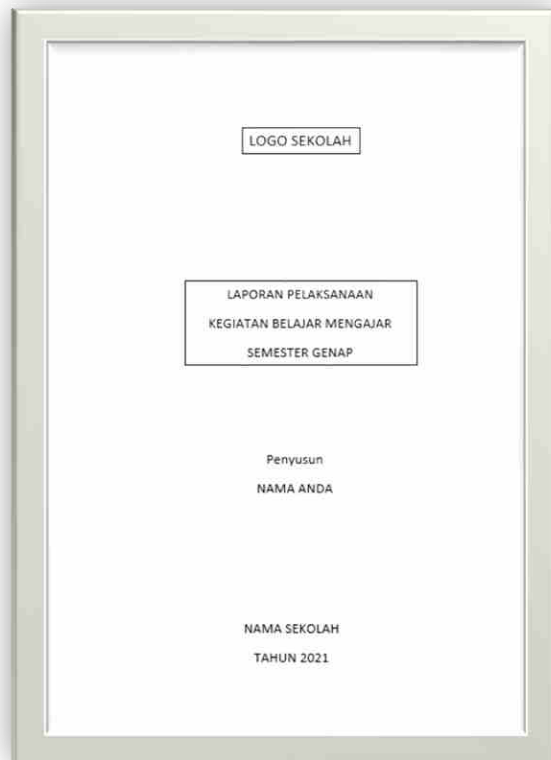 LOGO SEKOLAH
LAPORAN PELAKSANAAN
KEGIATAN BELAJAR MENGAJAR
SEMESTER GENAP
Penyusun
NAMA ANDA
NAMA SEKOLAH
TAHUN 2021